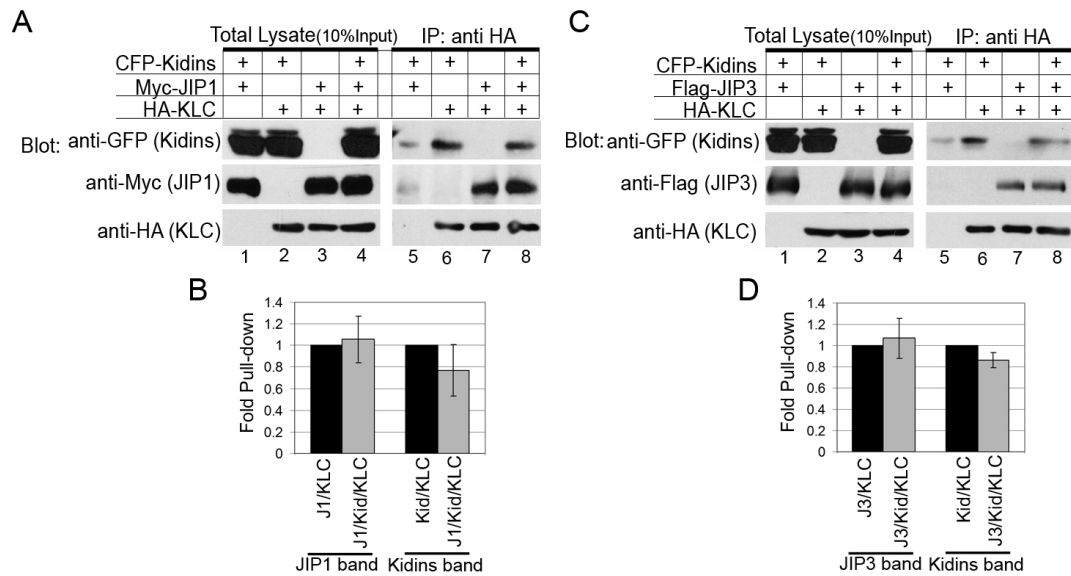 A
Total Lysate(10%Input) IP: anti HA
CFP-Kidins + + + + + +
Myc-JIP1 + + + + + +
HA-KLC + + + + + +
Blot: anti-GFP (Kidins)
anti-Myc (JIP1)
anti-HA (KLC)
1 2 3 4 5 6 7 8
B
Fold Pull-down
1.4
1.2
1
0.8
0.6
0.4
0.2
0
J1/KLC
J1/Kid/KLC
Kid/KLC
J1/Kid/KLC
JIP1 band Kidins band
C
Total Lysate (10%Input) IP: anti HA
CFP-Kidins + + + + + +
Flag-JIP3 + + + + + +
HA-KLC + + + + + +
Blot: anti-GFP (Kidins)
anti-Flag (JIP3)
anti-HA (KLC)
1 2 3 4 5 6 7 8
D
Fold Pull-down
1.4
1.2
1
0.8
0.6
0.4
0.2
0
J3/KLC
J3/Kid/KLC
Kid/KLC
J3/Kid/KLC
JIP3 band Kidins band